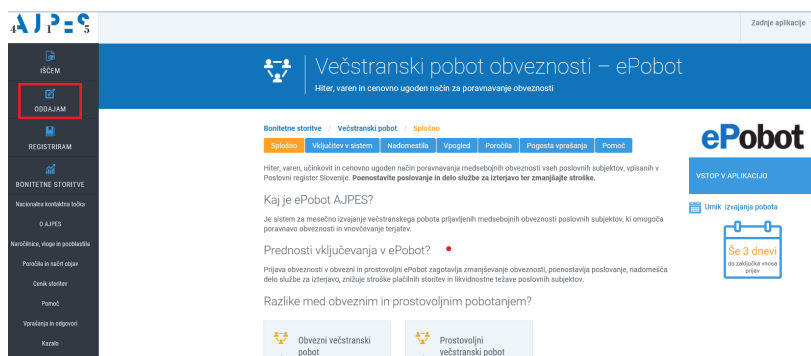 AJPES
Zadnje aplikacije
IŠČEM
ODDAJAM
REGISTRIRAM
BONITETNE STORITVE
Nacionalna kontaktna točka
O AJPES
Naročilnice, vloge in pooblastila
Poročila in načrt objav
Cenik storitev
Pomoč
Vprašanja in odgovori
Kazalo
Večstranski pobot obveznosti – ePobot
Hiter, varen in cenovno ugoden način za poravnavanje obveznosti
Bonitetne storitve / Večstranski pobot / Splošno
Splošno Vključitev v sistem Nadomestila Vpogled Poročila Pogosta vprašanja Pomoč
Hiter, varen, učinkovit in cenovno ugoden način poravnavanja medsebojnih obveznosti vseh poslovnih subjektov, vpisanih v
Poslovni register Slovenije. Poenostavite poslovanje in delo službe za izterjavo ter zmanjšajte stroške.
Kaj je ePobot AJPES?
Je sistem za mesečno izvajanje večstranskega pobota prijavljenih medsebojnih obveznosti poslovnih subjektov, ki omogoča
poravnavo obveznosti in vnovčevanje terjatev.
Prednosti vključevanja v ePobot?
Prijava obveznosti v obvezni in prostovoljni ePobot zagotavlja zmanjševanje obveznosti, poenostavlja poslovanje, nadomešča
delo službe za izterjavo, znižuje stroške plačilnih storitev in likvidnostne težave poslovnih subjektov.
Razlike med obveznim in prostovoljnim pobotanjem?
Obvezni večstranski
pobot
Prostovoljni
večstranski pobot
ePobot
VSTOP V APLIKACIJO
Urnik izvajanja pobota
Še 3 dnevi
do zaključka vnosa
prijav